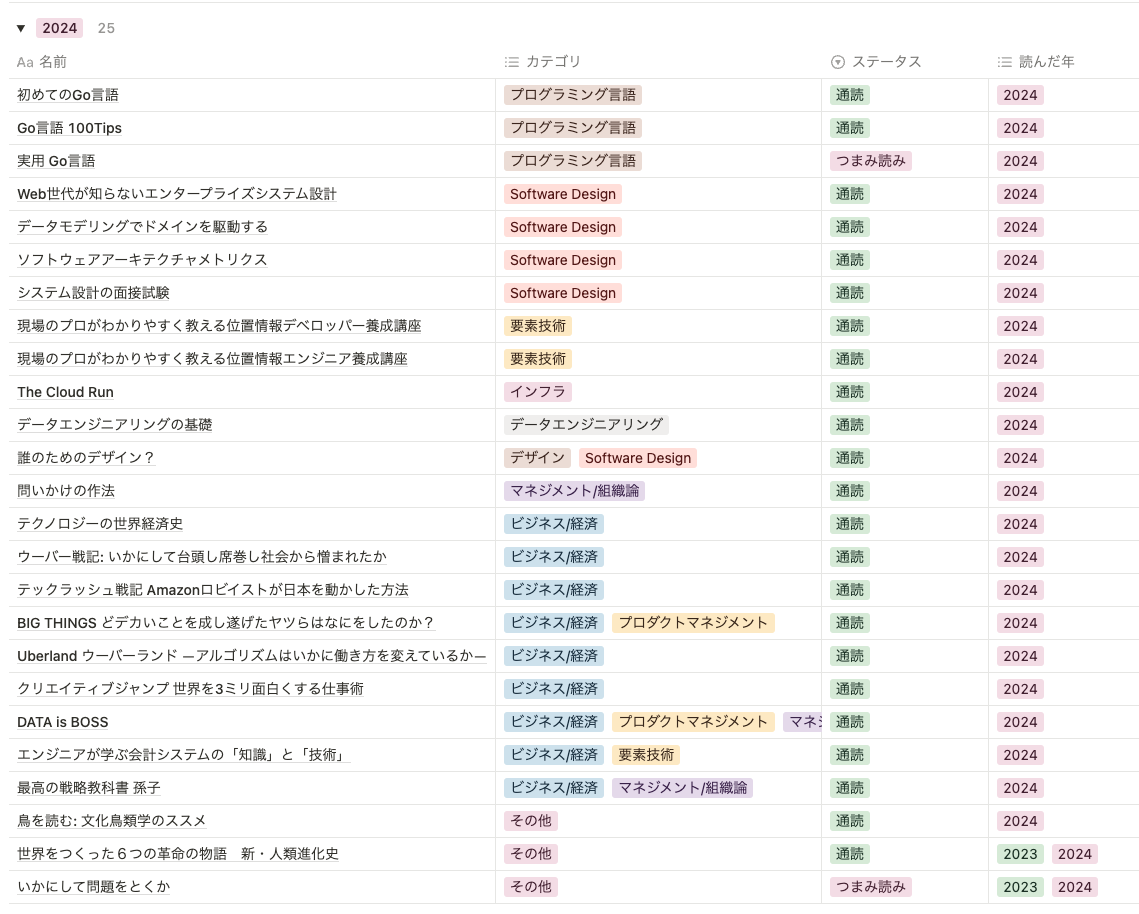 ▼ 2024 25
Aa 名前 カテゴリ ステータス 読んだ年
初めてのGo言語 プログラミング言語 通読 2024
Go言語 100Tips プログラミング言語 通読 2024
実用 Go言語 プログラミング言語 つまみ読み 2024
Web世代が知らないエンタープライズシステム設計 Software Design 通読 2024
データモデリングでドメインを駆動する Software Design 通読 2024
ソフトウェアアーキテクチャメトリクス Software Design 通読 2024
システム設計の面接試験 Software Design 通読 2024
現場のプロがわかりやすく教える位置情報デベロッパー養成講座 要素技術 通読 2024
現場のプロがわかりやすく教える位置情報エンジニア養成講座 要素技術 通読 2024
The Cloud Run インフラ 通読 2024
データエンジニアリングの基礎 データエンジニアリング 通読 2024
誰のためのデザイン？ デザイン Software Design 通読 2024
問いかけの作法 マネジメント/組織論 通読 2024
テクノロジーの世界経済史 ビジネス/経済 通読 2024
ウーバー戦記: いかにして台頭し席巻し社会から憎まれたか ビジネス/経済 通読 2024
テックラッシュ戦記 Amazonロビイストが日本を動かした方法 ビジネス/経済 通読 2024
BIG THINGS どデカいことを成し遂げたヤツらはなにをしたのか？ ビジネス/経済 プロダクトマネジメント 通読 2024
Uberland ウーバーランド ―アルゴリズムはいかに働き方を変えているか― ビジネス/経済 通読 2024
クリエイティブジャンプ 世界を3ミリ面白くする仕事術 ビジネス/経済 通読 2024
DATA is BOSS ビジネス/経済 プロダクトマネジメント マネジ 通読 2024
エンジニアが学ぶ会計システムの「知識」と「技術」 ビジネス/経済 要素技術 通読 2024
最高の戦略教科書 孫子 ビジネス/経済 マネジメント/組織論 通読 2024
鳥を読む: 文化鳥類学のススメ その他 通読 2024
世界をつくった６つの革命の物語　新・人類進化史 その他 通読 2023 2024
いかにして問題をとくか その他 つまみ読み 2023 2024